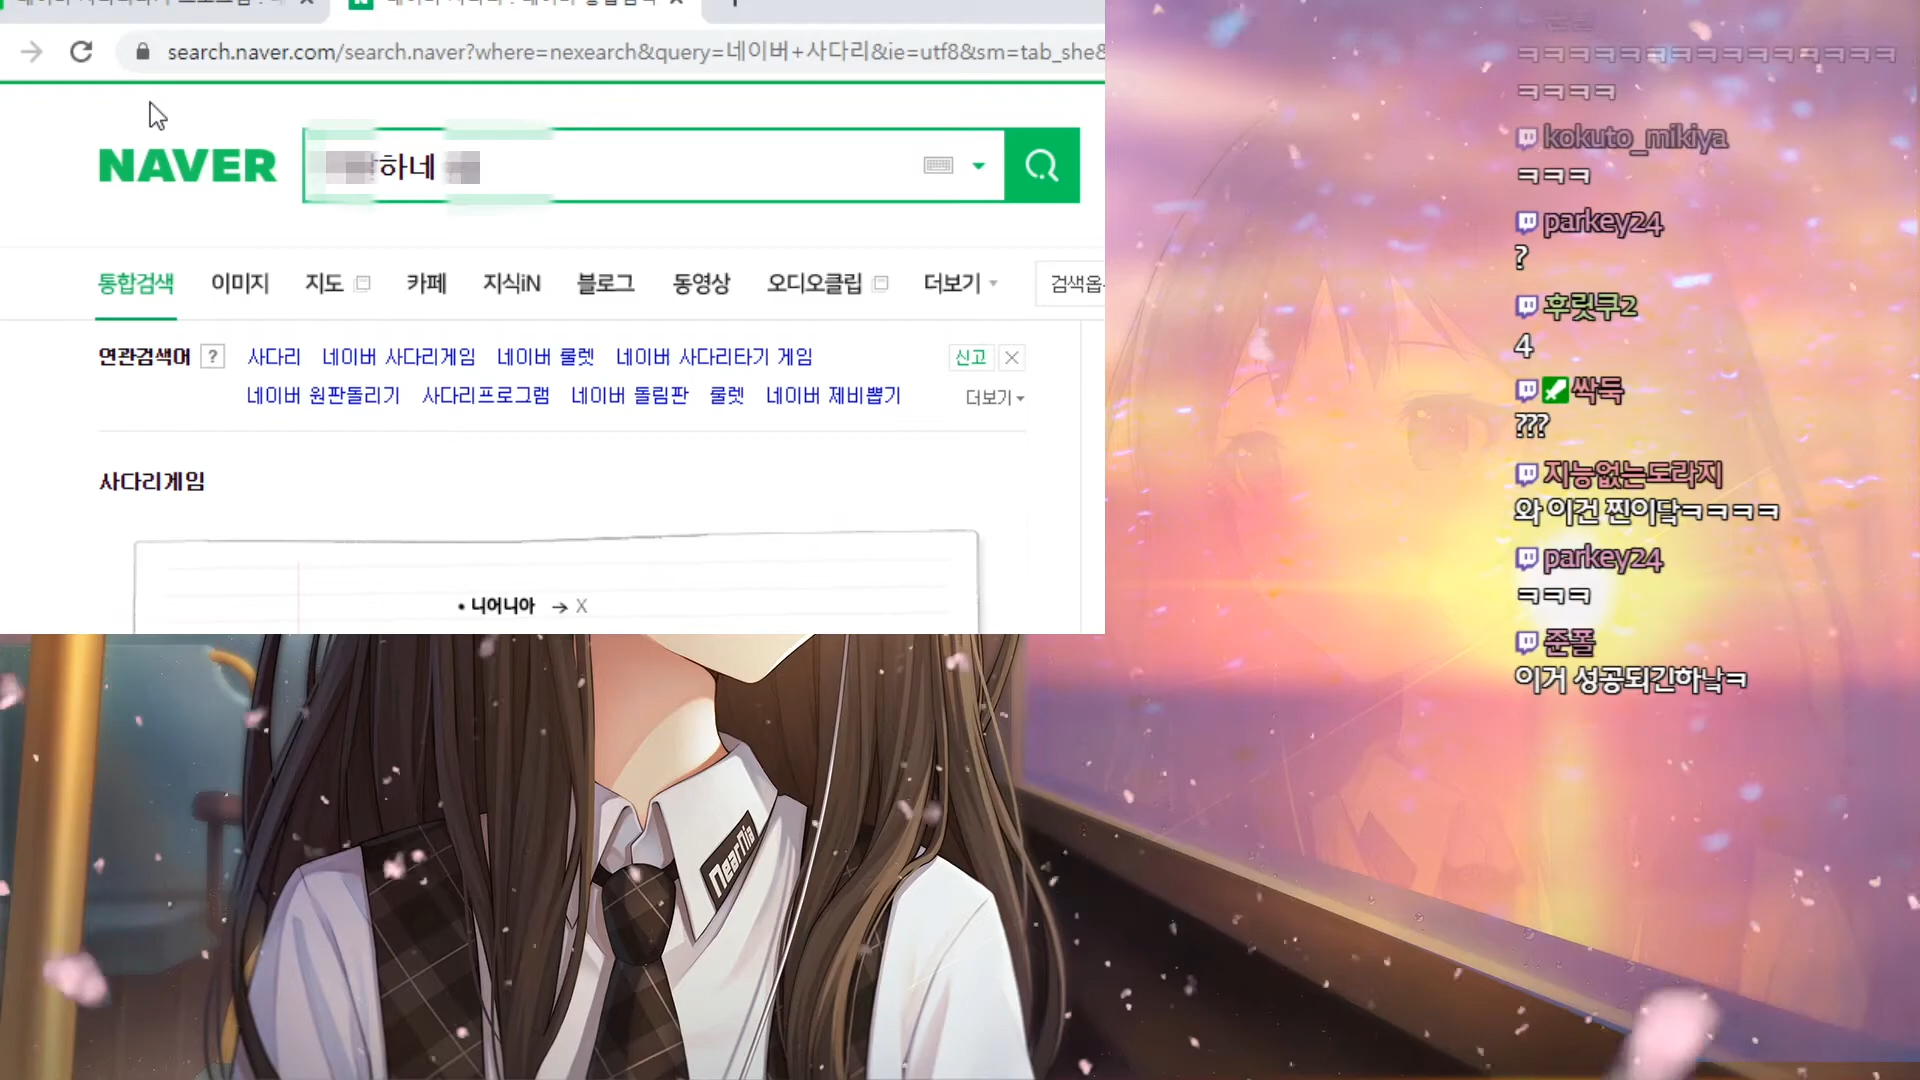 search.naver.com/search.naver?where=nexearch&query=네이버+사다리&ie=utf8&sm=tab_she&
NAVER
하네
통합검색 이미지 지도 카페 지식iN 블로그 동영상 오디오클립 더보기 검색옵
연관검색어 ? 사다리 네이버 사다리게임 네이버 룰렛 네이버 사다리타기 게임 신고
네이버 원판돌리기 사다리프로그램 네이버 돌림판 룰렛 네이버 제비뽑기 더보기
사다리게임
• 니어니아 → X
NearNia
ㅋㅋㅋㅋㅋㅋㅋㅋㅋㅋㅋㅋㅋㅋㅋ
ㅋㅋㅋㅋ
kokuto_mikiya
ㅋㅋㅋ
parkey24
?
후릿쿠2
4
싹둑
???
지능없는도라지
와 이건 찐이닼ㅋㅋㅋㅋ
parkey24
ㅋㅋㅋ
준폴
이거 성공되긴하낰ㅋ